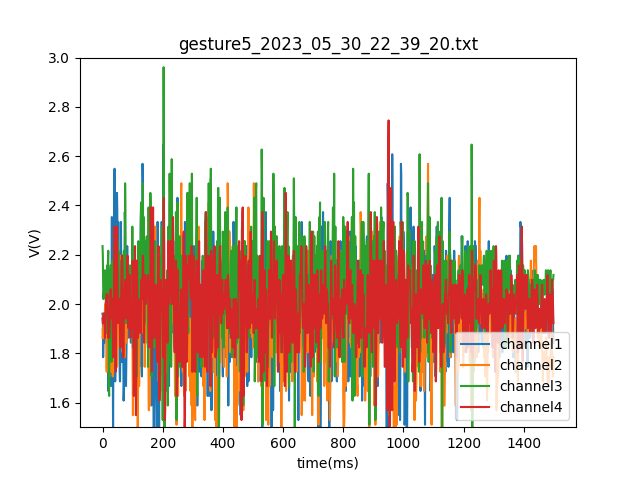 gesture5_2023_05_30_22_39_20.txt
3.0
2.8
2.6
2.4
2.2
2.0
1.8
1.6
V(V)
channel1
channel2
channel3
channel4
0 200 400 600 800 1000 1200 1400
time(ms)